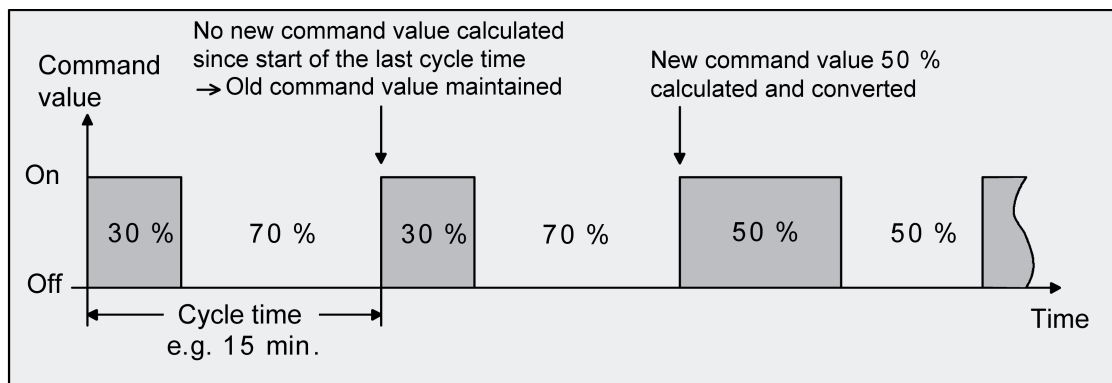 No new command value calculated
since start of the last cycle time
→ Old command value maintained
Command
value
New command value 50 %
calculated and converted
On
30 %
70 %
30 %
70 %
50 %
50 %
Off
Cycle time
e.g. 15 min.
Time